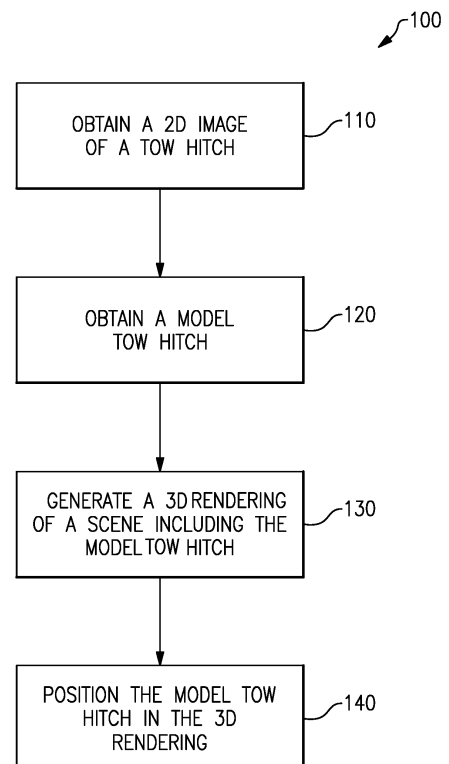 100
OBTAIN A 2D IMAGE
OF A TOW HITCH
110
OBTAIN A MODEL
TOW HITCH
120
GENERATE A 3D RENDERING
OF A SCENE INCLUDING THE
MODEL TOW HITCH
130
POSITION THE MODEL TOW
HITCH IN THE 3D
RENDERING
140